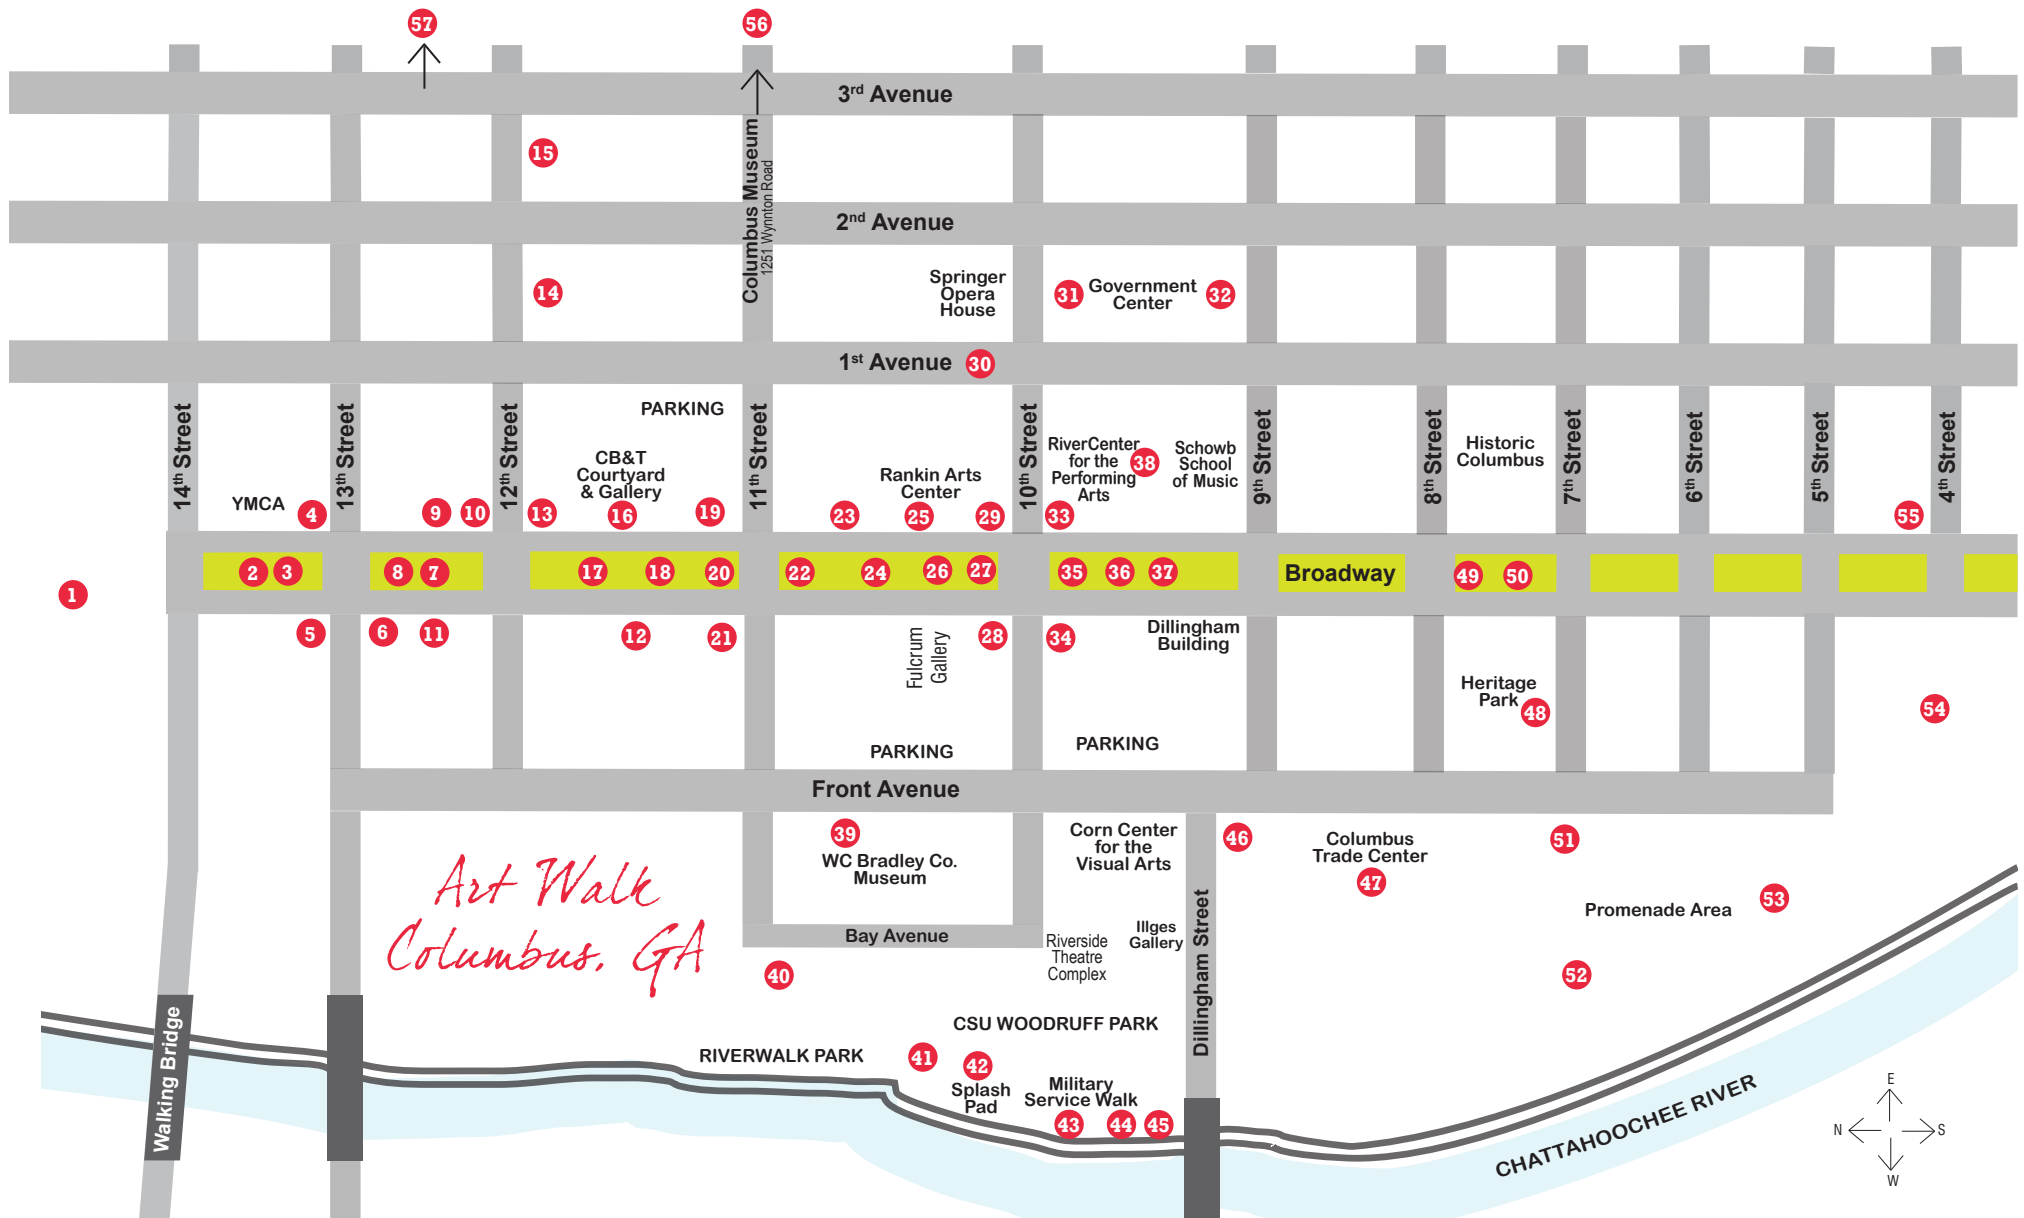 57
56
3rd Avenue
15
Columbus Museum
1251 Wynnton Road
2nd Avenue
14
Springer
Opera
House
31
Government
Center
32
1st Avenue
30
PARKING
14th Street
13th Street
12th Street
11th Street
10th Street
9th Street
8th Street
7th Street
6th Street
5th Street
4th Street
YMCA
4
9
10
13
CB&T
Courtyard
& Gallery
16
19
23
Rankin Arts
Center
25
29
RiverCenter
for the
Performing
Arts
38
33
Schowb
School
of Music
Historic
Columbus
55
1
2
3
8
7
17
18
20
22
24
26
27
35
36
37
Broadway
49
50
5
6
11
12
21
Fulcrum
Gallery
28
34
Dillingham
Building
Heritage
Park
48
54
PARKING
PARKING
Front Avenue
39
WC Bradley Co.
Museum
Corn Center
for the
Visual Arts
46
Columbus
Trade Center
47
51
53
Promenade Area
Art Walk
Columbus, GA
Bay Avenue
Riverside
Theatre
Complex
Illges
Gallery
Dillingham Street
40
52
CSU WOODRUFF PARK
Walking Bridge
RIVERWALK PARK
41
42
Splash
Pad
Military
Service Walk
43
44
45
CHATTAHOOCHEE RIVER
E
N
S
W